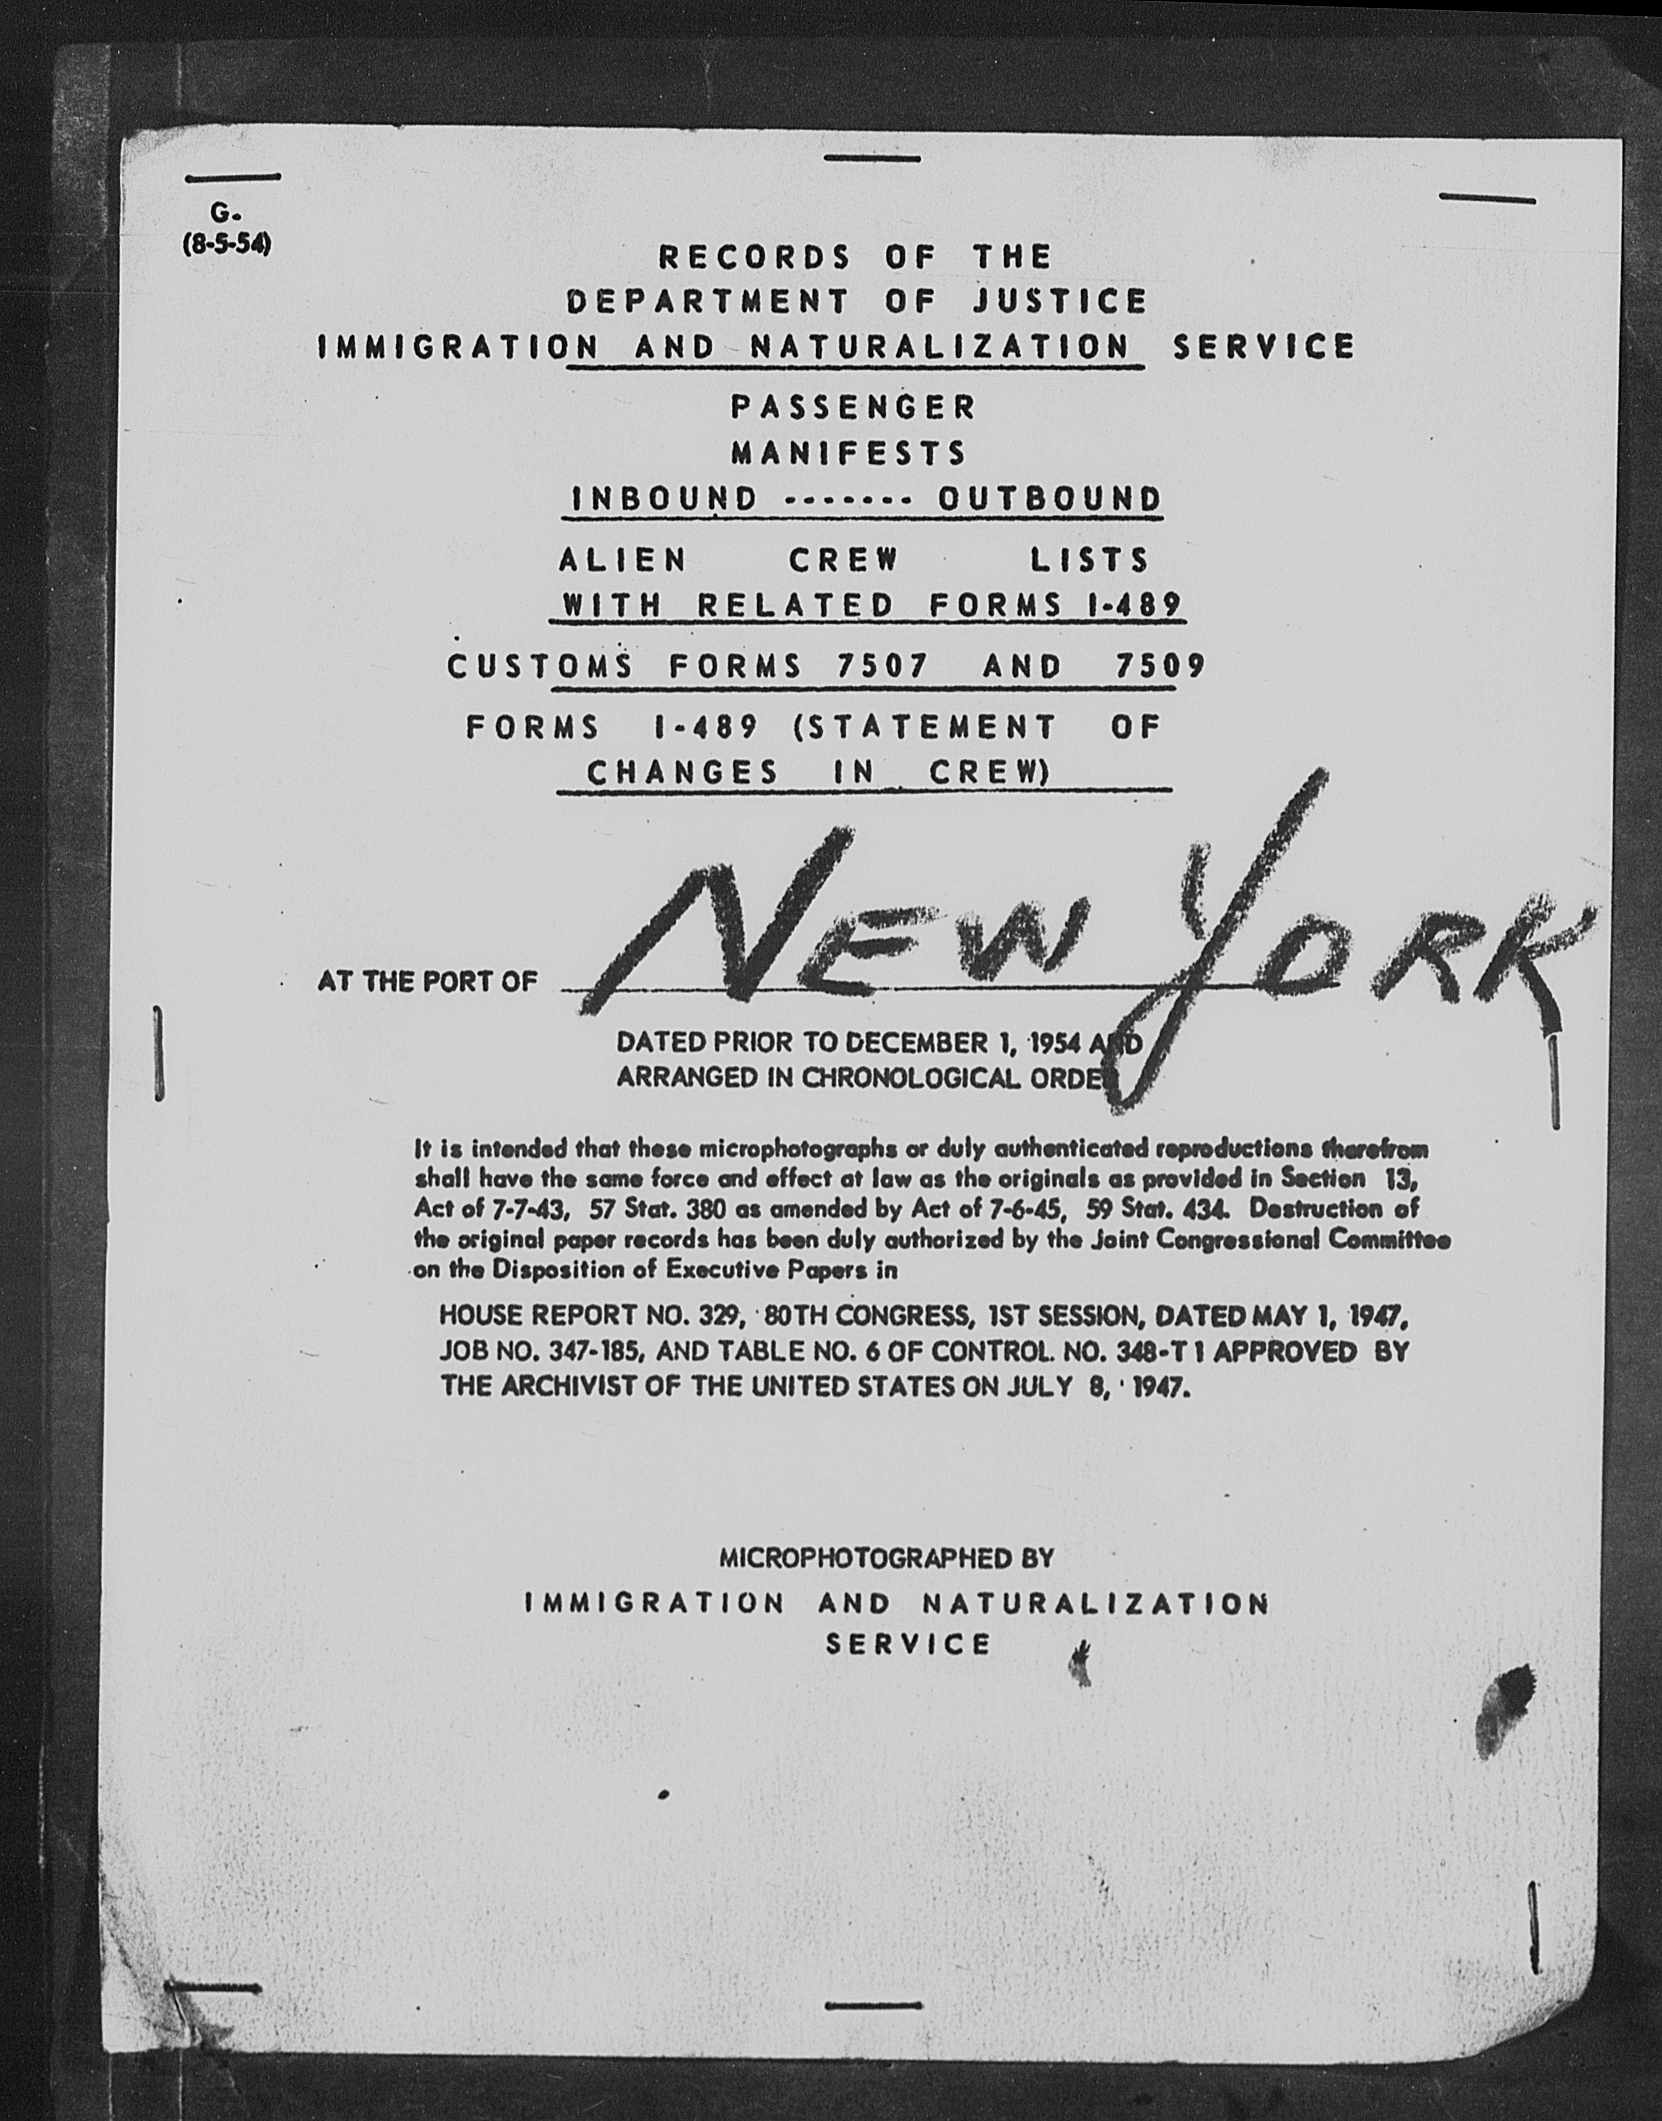 G.
(8-5-54)
RECORDS OF THE
DEPARTMENT OF JUSTICE
IMMIGRATION AND NATURALIZATION SERVICE
PASSENGER
MANIFESTS
INBOUND ------- OUTBOUND
ALIEN CREW LISTS
WITH RELATED FORMS I-489
CUSTOMS FORMS 7507 AND 7509
FORMS I-489 (STATEMENT OF
CHANGES IN CREW)
AT THE PORT OF NEW YORK
DATED PRIOR TO DECEMBER 1, 1954 AND
ARRANGED IN CHRONOLOGICAL ORDER
It is intended that these microphotographs or duly authenticated reproductions therefrom
shall have the same force and effect at law as the originals as provided in Section 13,
Act of 7-7-43, 57 Stat. 380 as amended by Act of 7-6-45, 59 Stat. 434. Destruction of
the original paper records has been duly authorized by the Joint Congressional Committee
on the Disposition of Executive Papers in
HOUSE REPORT NO. 329, 80TH CONGRESS, 1ST SESSION, DATED MAY 1, 1947,
JOB NO. 347-185, AND TABLE NO. 6 OF CONTROL NO. 348-T 1 APPROVED BY
THE ARCHIVIST OF THE UNITED STATES ON JULY 8, 1947.
MICROPHOTOGRAPHED BY
IMMIGRATION AND NATURALIZATION
SERVICE